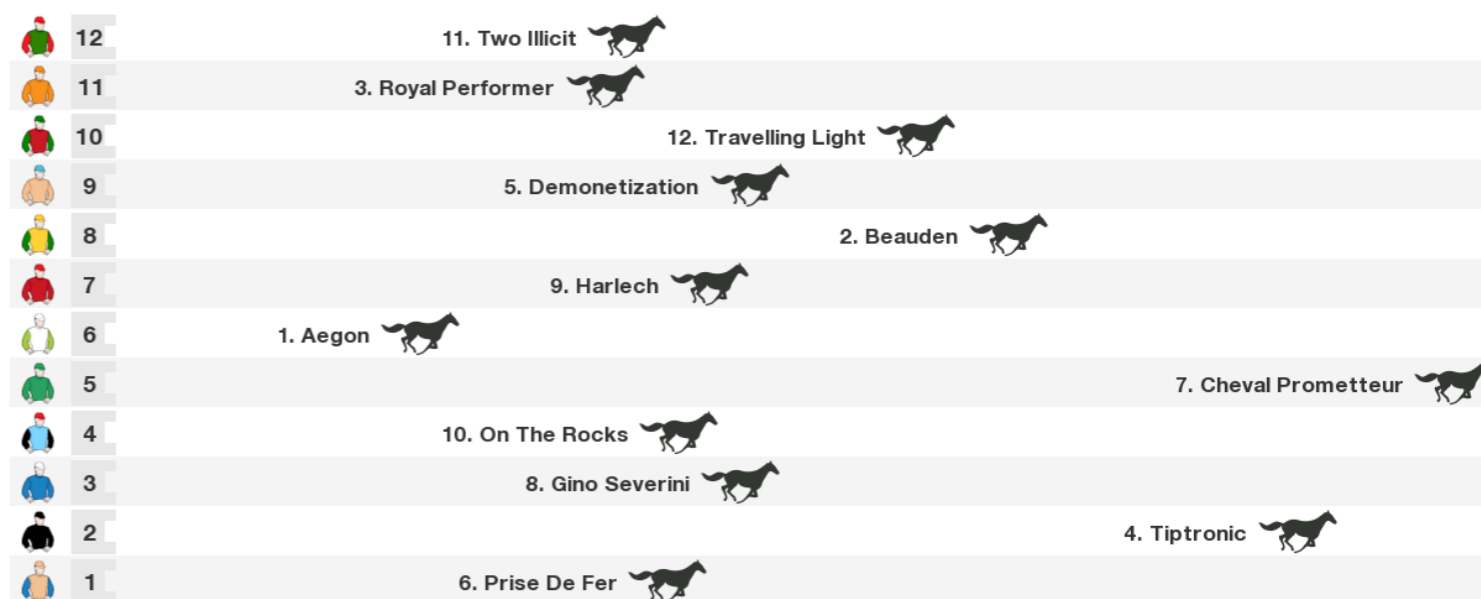 12 11. Two Illicit
11 3. Royal Performer
10 12. Travelling Light
9 5. Demonetization
8 2. Beauden
7 9. Harlech
6 1. Aegon
5 7. Cheval Prometteur
4 10. On The Rocks
3 8. Gino Severini
2 4. Tiptronic
1 6. Prise De Fer